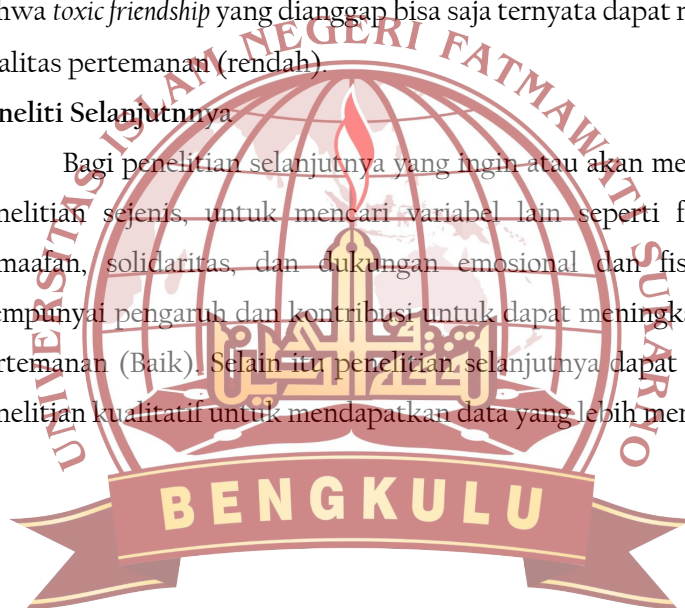 hwa toxic friendship yang dianggap bisa saja ternyata dapat
alitas pertemanan (rendah).
neliti Selanjutnnya
Bagi penelitian selanjutnya yang ingin atau akan me
nelitian sejenis, untuk mencari variabel lain seperti f
maafan, solidaritas, dan dukungan emosional dan fis
empunyai pengaruh dan kontribusi untuk dapat meningka
rtemanan (Baik). Selain itu penelitian selanjutnya dapat
nelitian kualitatif untuk mendapatkan data yang lebih men
UNIVERSITAS ISLAM NEGERI FATMAWATI SUKARNO
BENGKULU